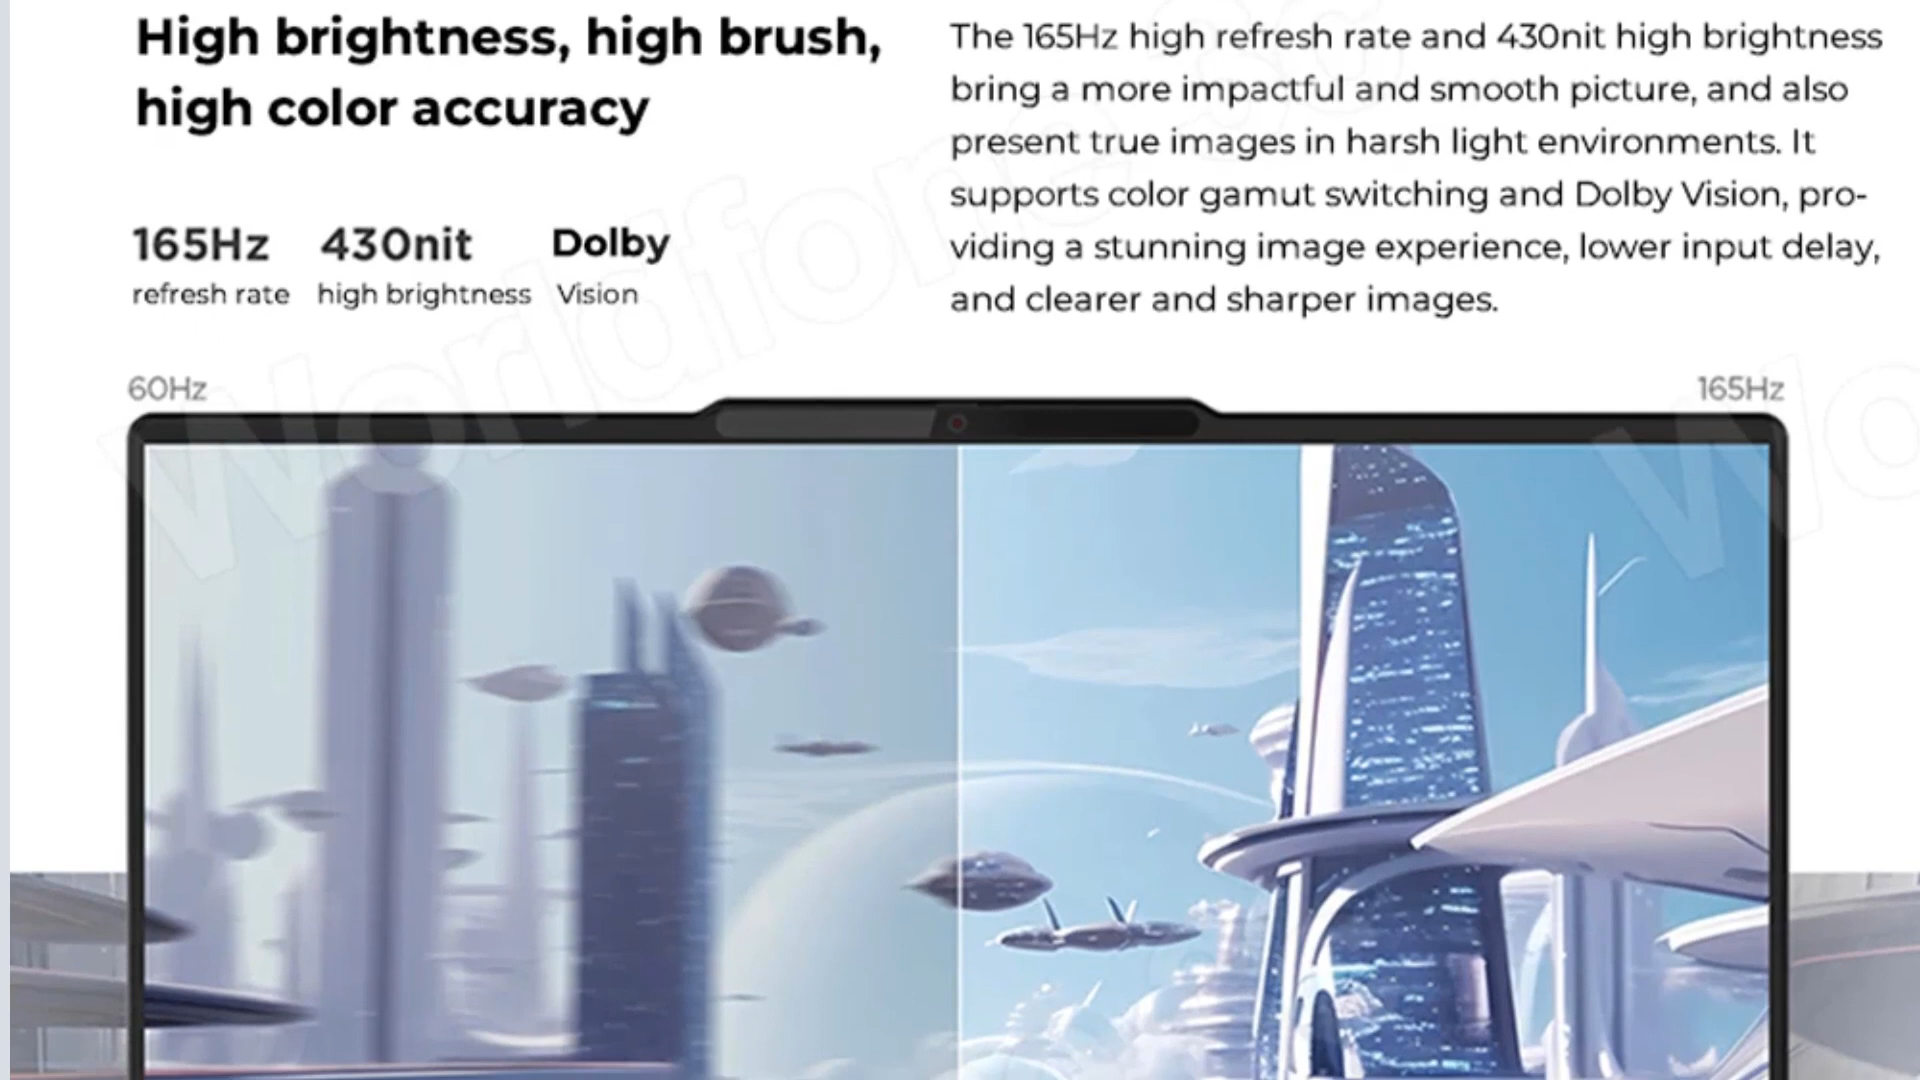 High brightness, high brush,
high color accuracy
165Hz 430nit Dolby
refresh rate high brightness Vision
The 165Hz high refresh rate and 430nit high brightness
bring a more impactful and smooth picture, and also
present true images in harsh light environments. It
supports color gamut switching and Dolby Vision, pro-
viding a stunning image experience, lower input delay,
and clearer and sharper images.
60Hz 165Hz
Worldfone SG
Wo